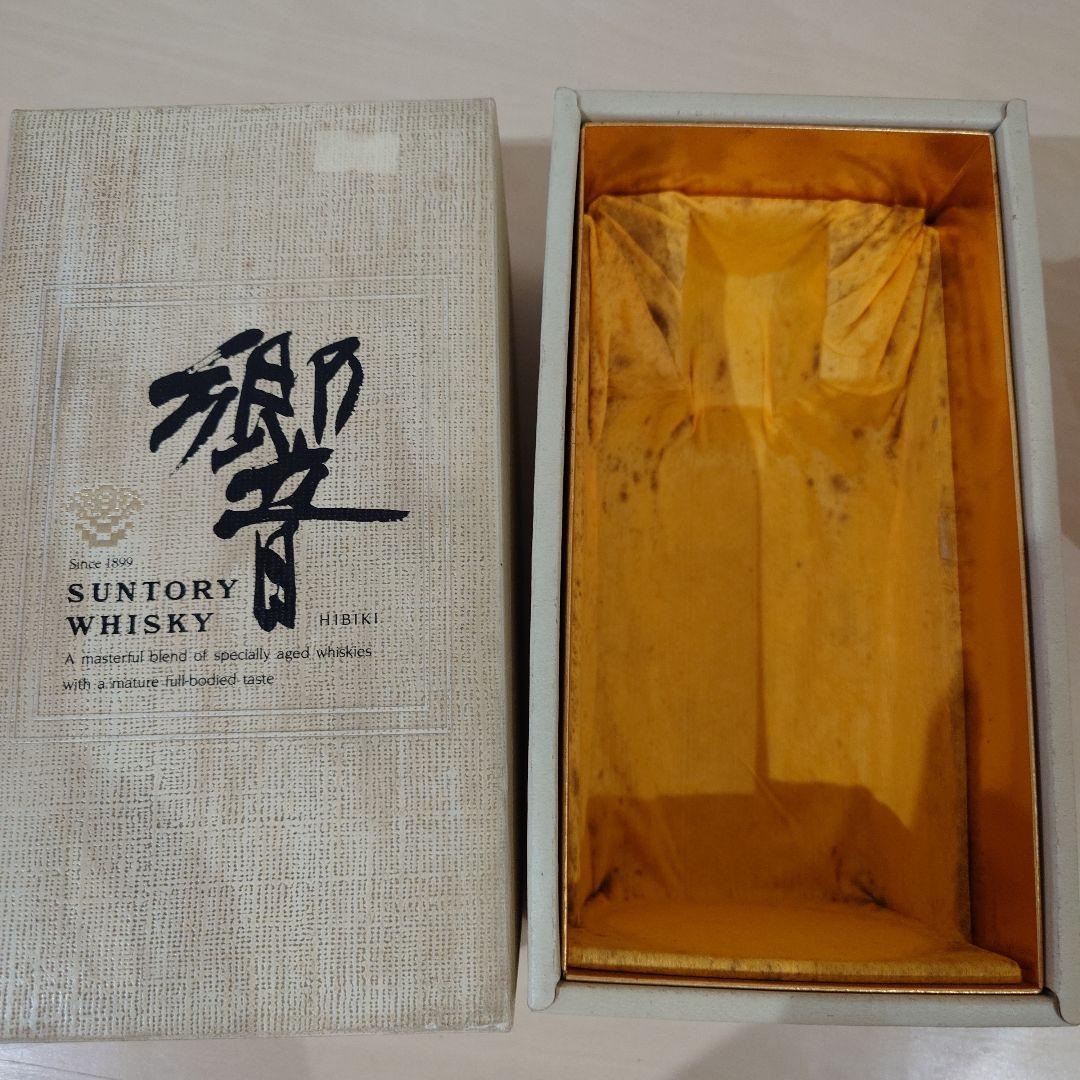 響
Since 1899
SUNTORY
WHISKY
HIBIKI
A masterful blend of specially aged whiskies
with a mature full-bodied taste